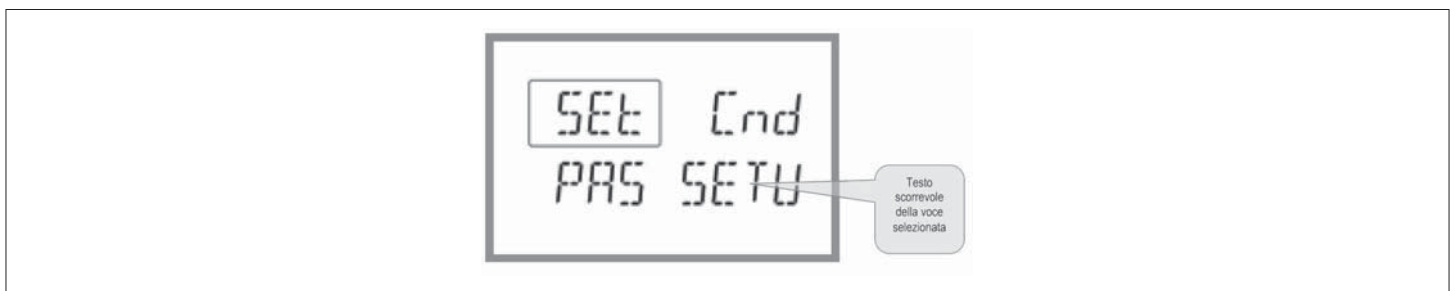 SEt Cnd
PAS SETU
Testo
scorrevole
della voce
selezionata